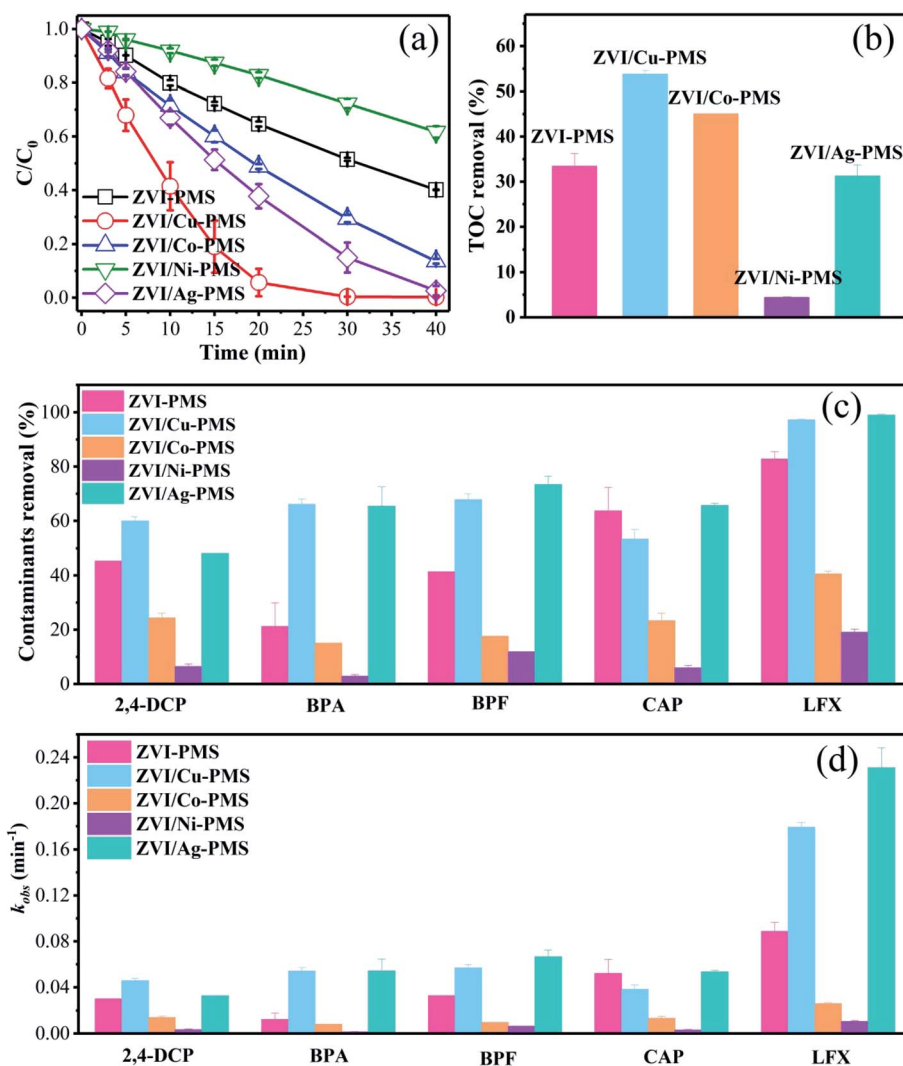 (a)
1.0
0.8
0.6
0.4
0.2
0.0
C/C0
ZVI-PMS
ZVI/Cu-PMS
ZVI/Co-PMS
ZVI/Ni-PMS
ZVI/Ag-PMS
0 5 10 15 20 25 30 35 40
Time (min)
(b)
60
50
40
30
20
10
0
TOC removal (%)
ZVI-PMS
ZVI/Cu-PMS
ZVI/Co-PMS
ZVI/Ni-PMS
ZVI/Ag-PMS
(c)
100
80
60
40
20
0
Contaminants removal (%)
ZVI-PMS
ZVI/Cu-PMS
ZVI/Co-PMS
ZVI/Ni-PMS
ZVI/Ag-PMS
2,4-DCP BPA BPF CAP LFX
(d)
0.24
0.20
0.16
0.12
0.08
0.04
0.00
kobs (min-1)
ZVI-PMS
ZVI/Cu-PMS
ZVI/Co-PMS
ZVI/Ni-PMS
ZVI/Ag-PMS
2,4-DCP BPA BPF CAP LFX